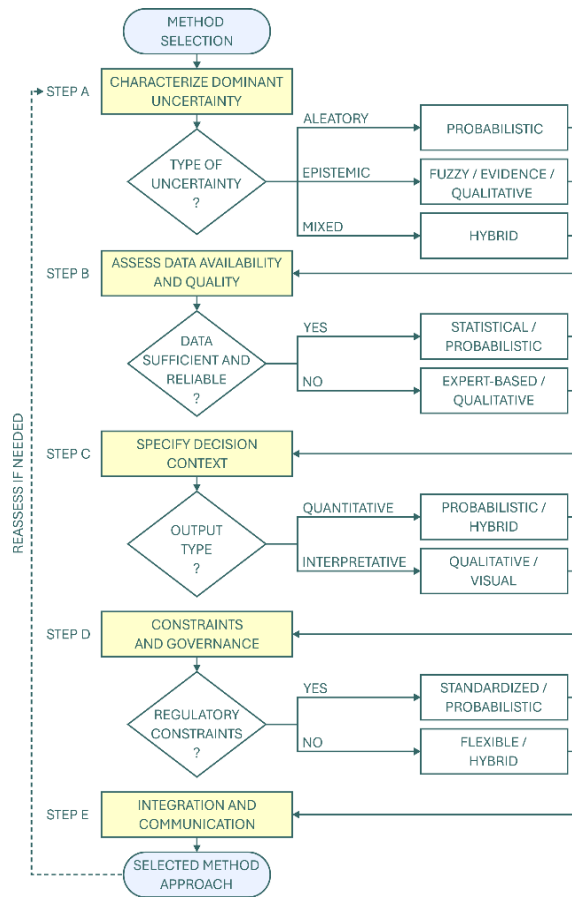 METHOD
SELECTION
STEP A
CHARACTERIZE DOMINANT
UNCERTAINTY
TYPE OF
UNCERTAINTY
?
ALEATORY
PROBABILISTIC
EPISTEMIC
FUZZY / EVIDENCE /
QUALITATIVE
MIXED
HYBRID
STEP B
ASSESS DATA AVAILABILITY
AND QUALITY
DATA
SUFFICIENT AND
RELIABLE
?
YES
STATISTICAL /
PROBABILISTIC
NO
EXPERT-BASED /
QUALITATIVE
STEP C
SPECIFY DECISION
CONTEXT
OUTPUT
TYPE
?
QUANTITATIVE
PROBABILISTIC /
HYBRID
INTERPRETATIVE
QUALITATIVE /
VISUAL
STEP D
CONSTRAINTS
AND GOVERNANCE
REGULATORY
CONSTRAINTS
?
YES
STANDARDIZED /
PROBABILISTIC
NO
FLEXIBLE /
HYBRID
STEP E
INTEGRATION AND
COMMUNICATION
SELECTED METHOD
APPROACH
REASSESS IF NEEDED